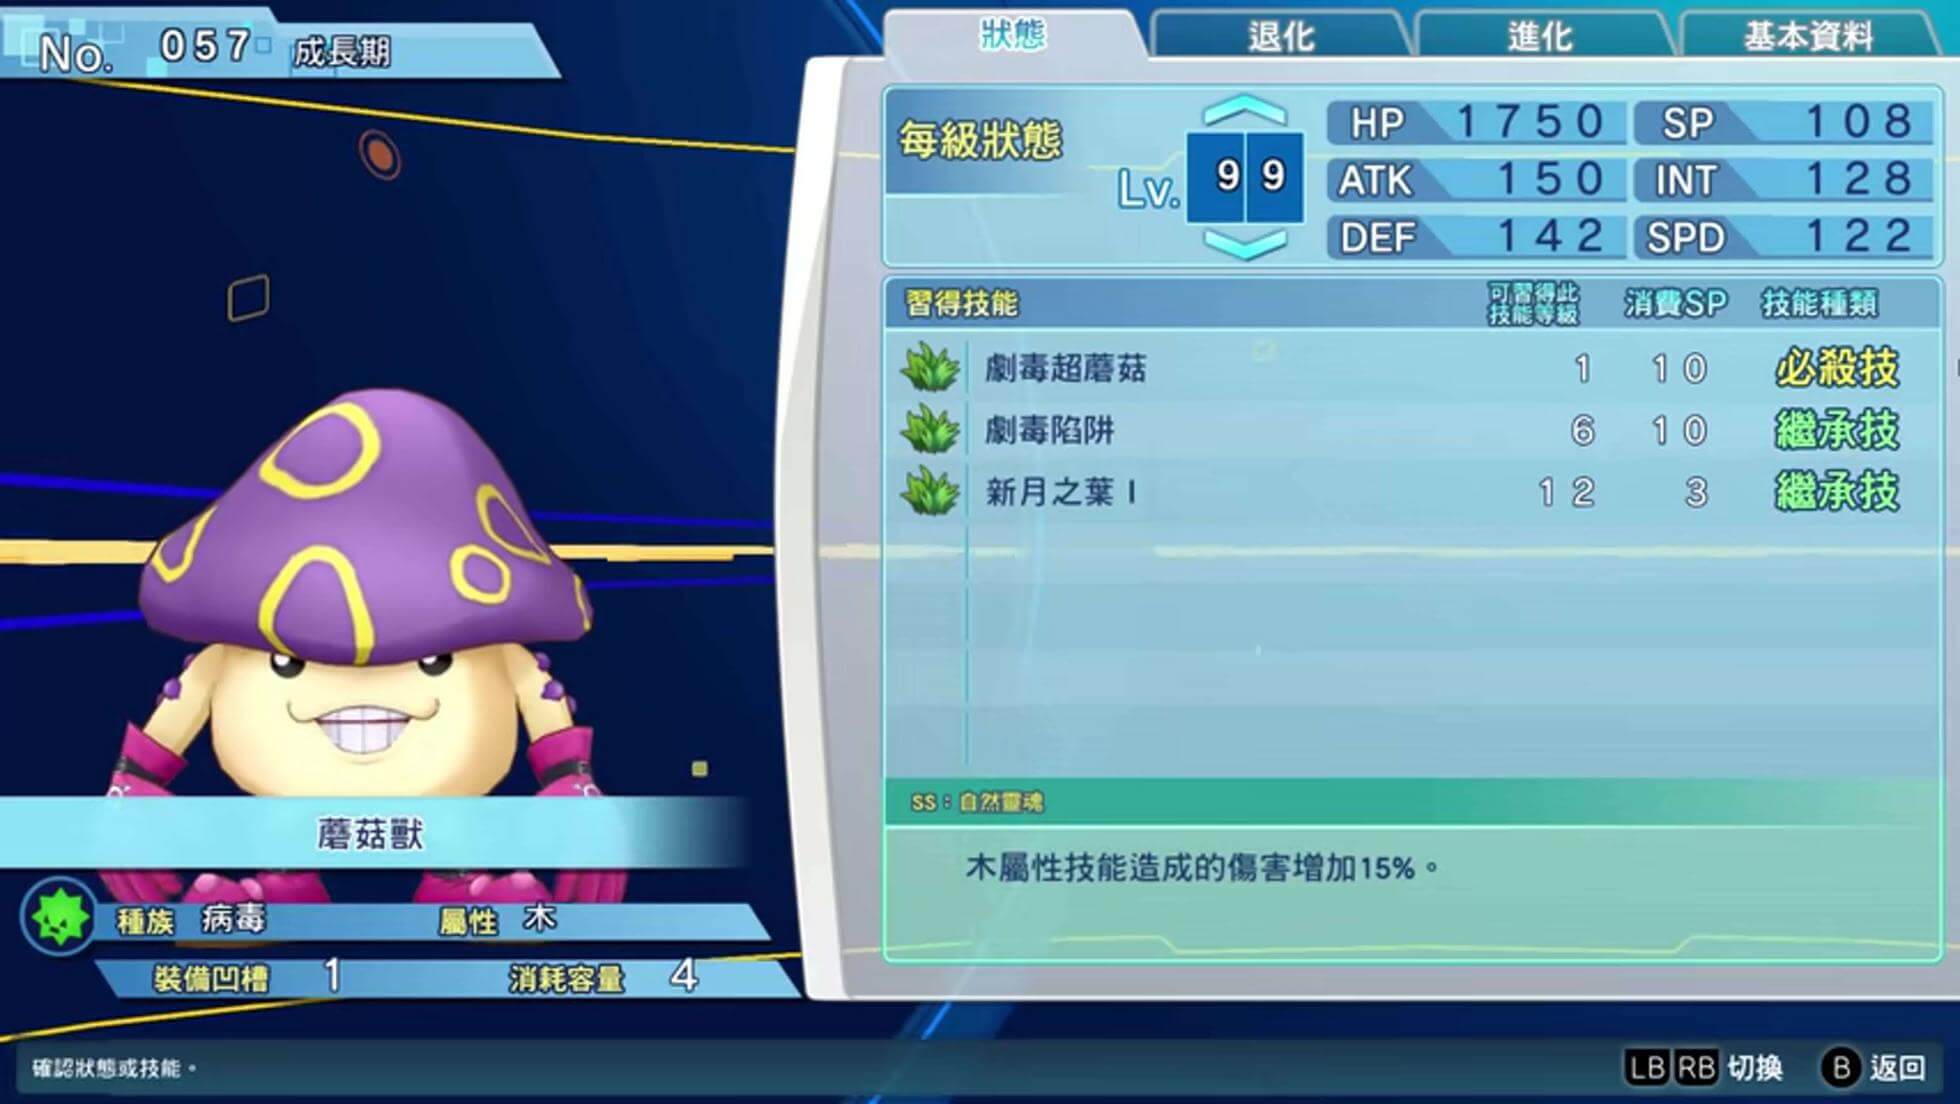 No. 057 成長期
狀態 退化 進化 基本資料
每級狀態
Lv. 99
HP 1750 SP 108
ATK 150 INT 128
DEF 142 SPD 122
習得技能 可習得此技能等級 消費SP 技能種類
劇毒超蘑菇 1 10 必殺技
劇毒陷阱 6 10 繼承技
新月之葉 I 12 3 繼承技
SS：自然靈魂
木屬性技能造成的傷害增加15%。
蘑菇獸
種族 病毒 屬性 木
裝備凹槽 1 消耗容量 4
確認狀態或技能。
LB RB 切換 B 返回